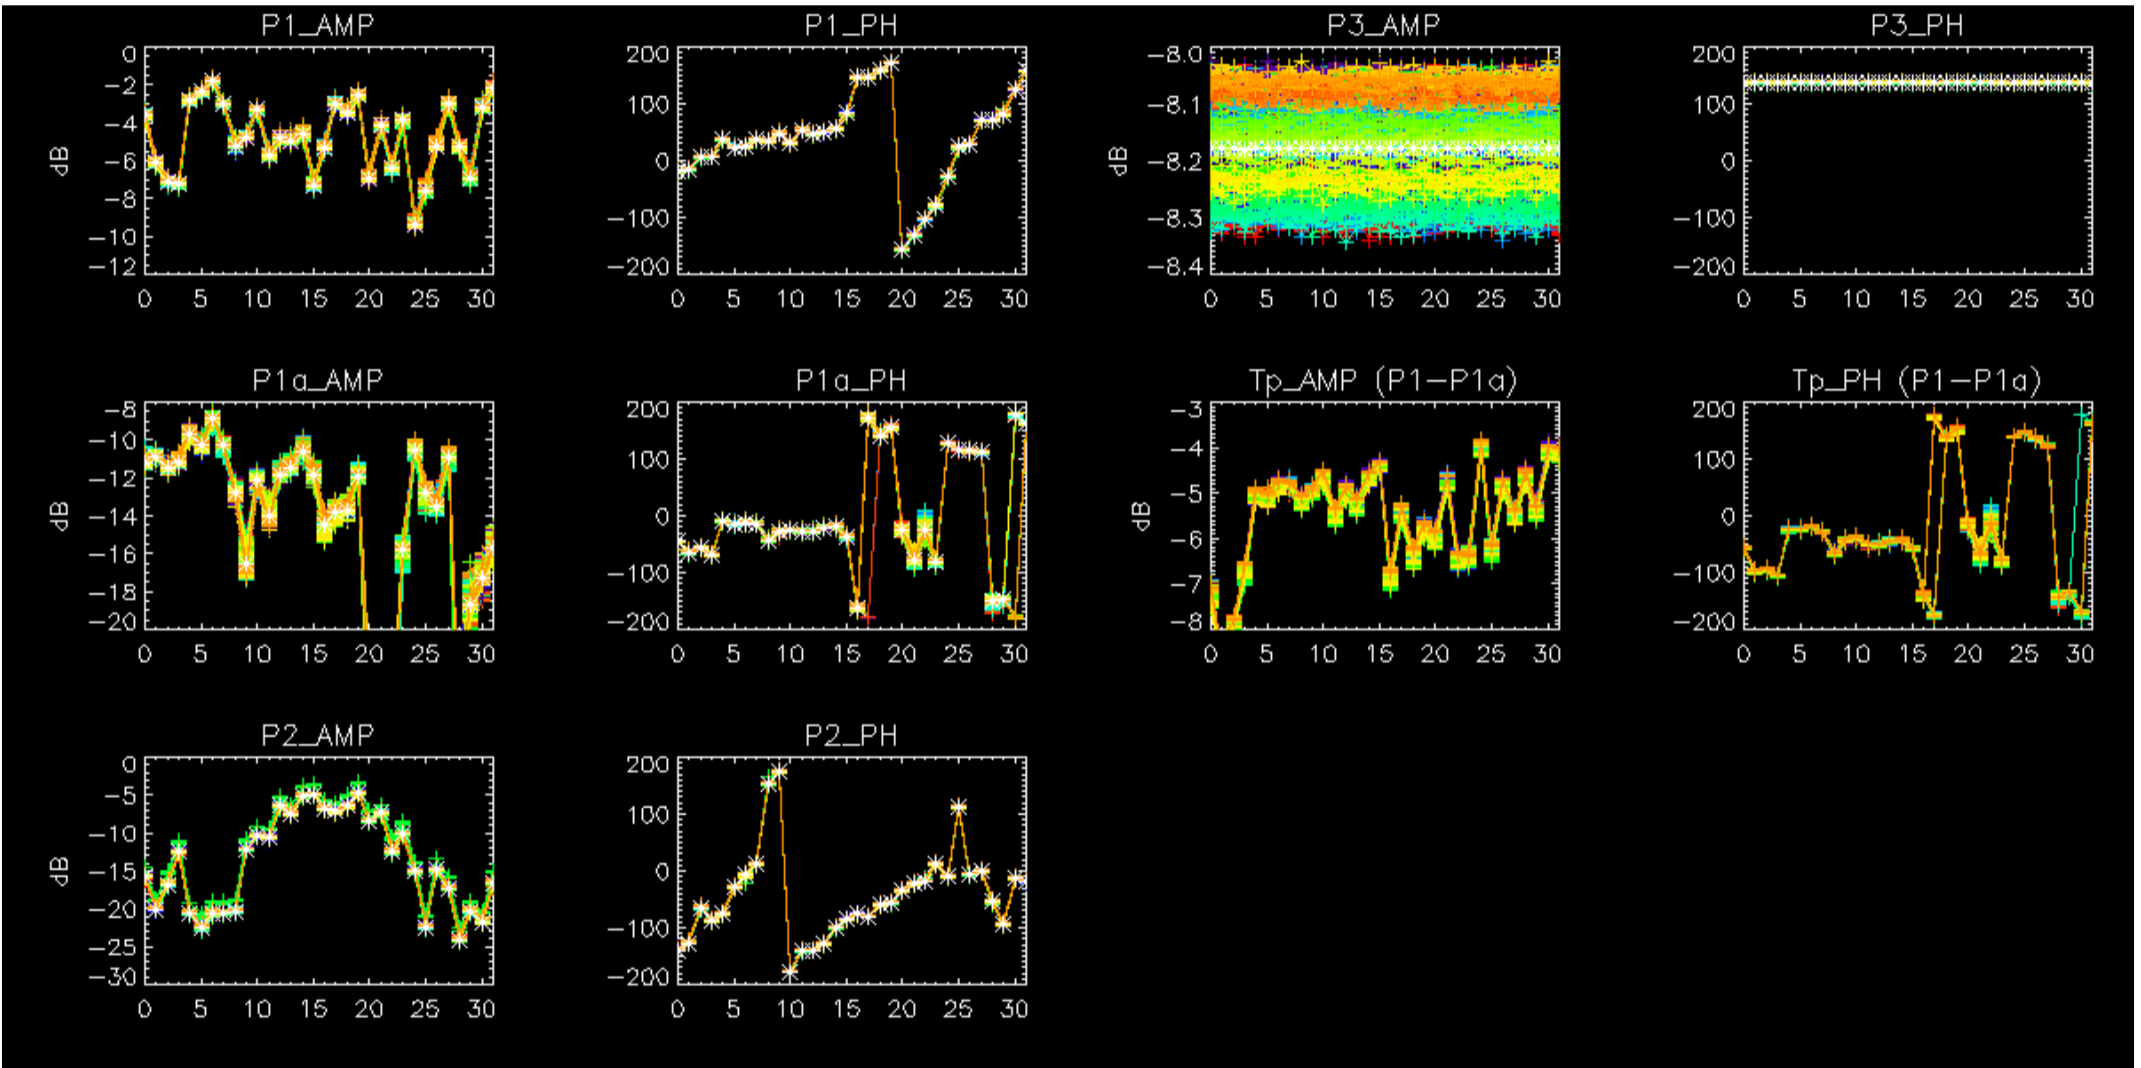 P1_AMP
0
-2
-4
-6
-8
-10
-12
dB
0 5 10 15 20 25 30
P1_PH
200
100
0
-100
-200
0 5 10 15 20 25 30
P3_AMP
-8.0
-8.1
-8.2
-8.3
-8.4
dB
0 5 10 15 20 25 30
P3_PH
200
100
0
-100
-200
0 5 10 15 20 25 30
P1a_AMP
-8
-10
-12
-14
-16
-18
-20
dB
0 5 10 15 20 25 30
P1a_PH
200
100
0
-100
-200
0 5 10 15 20 25 30
Tp_AMP (P1-P1a)
-3
-4
-5
-6
-7
-8
dB
0 5 10 15 20 25 30
Tp_PH (P1-P1a)
200
100
0
-100
-200
0 5 10 15 20 25 30
P2_AMP
0
-5
-10
-15
-20
-25
-30
dB
0 5 10 15 20 25 30
P2_PH
200
100
0
-100
-200
0 5 10 15 20 25 30